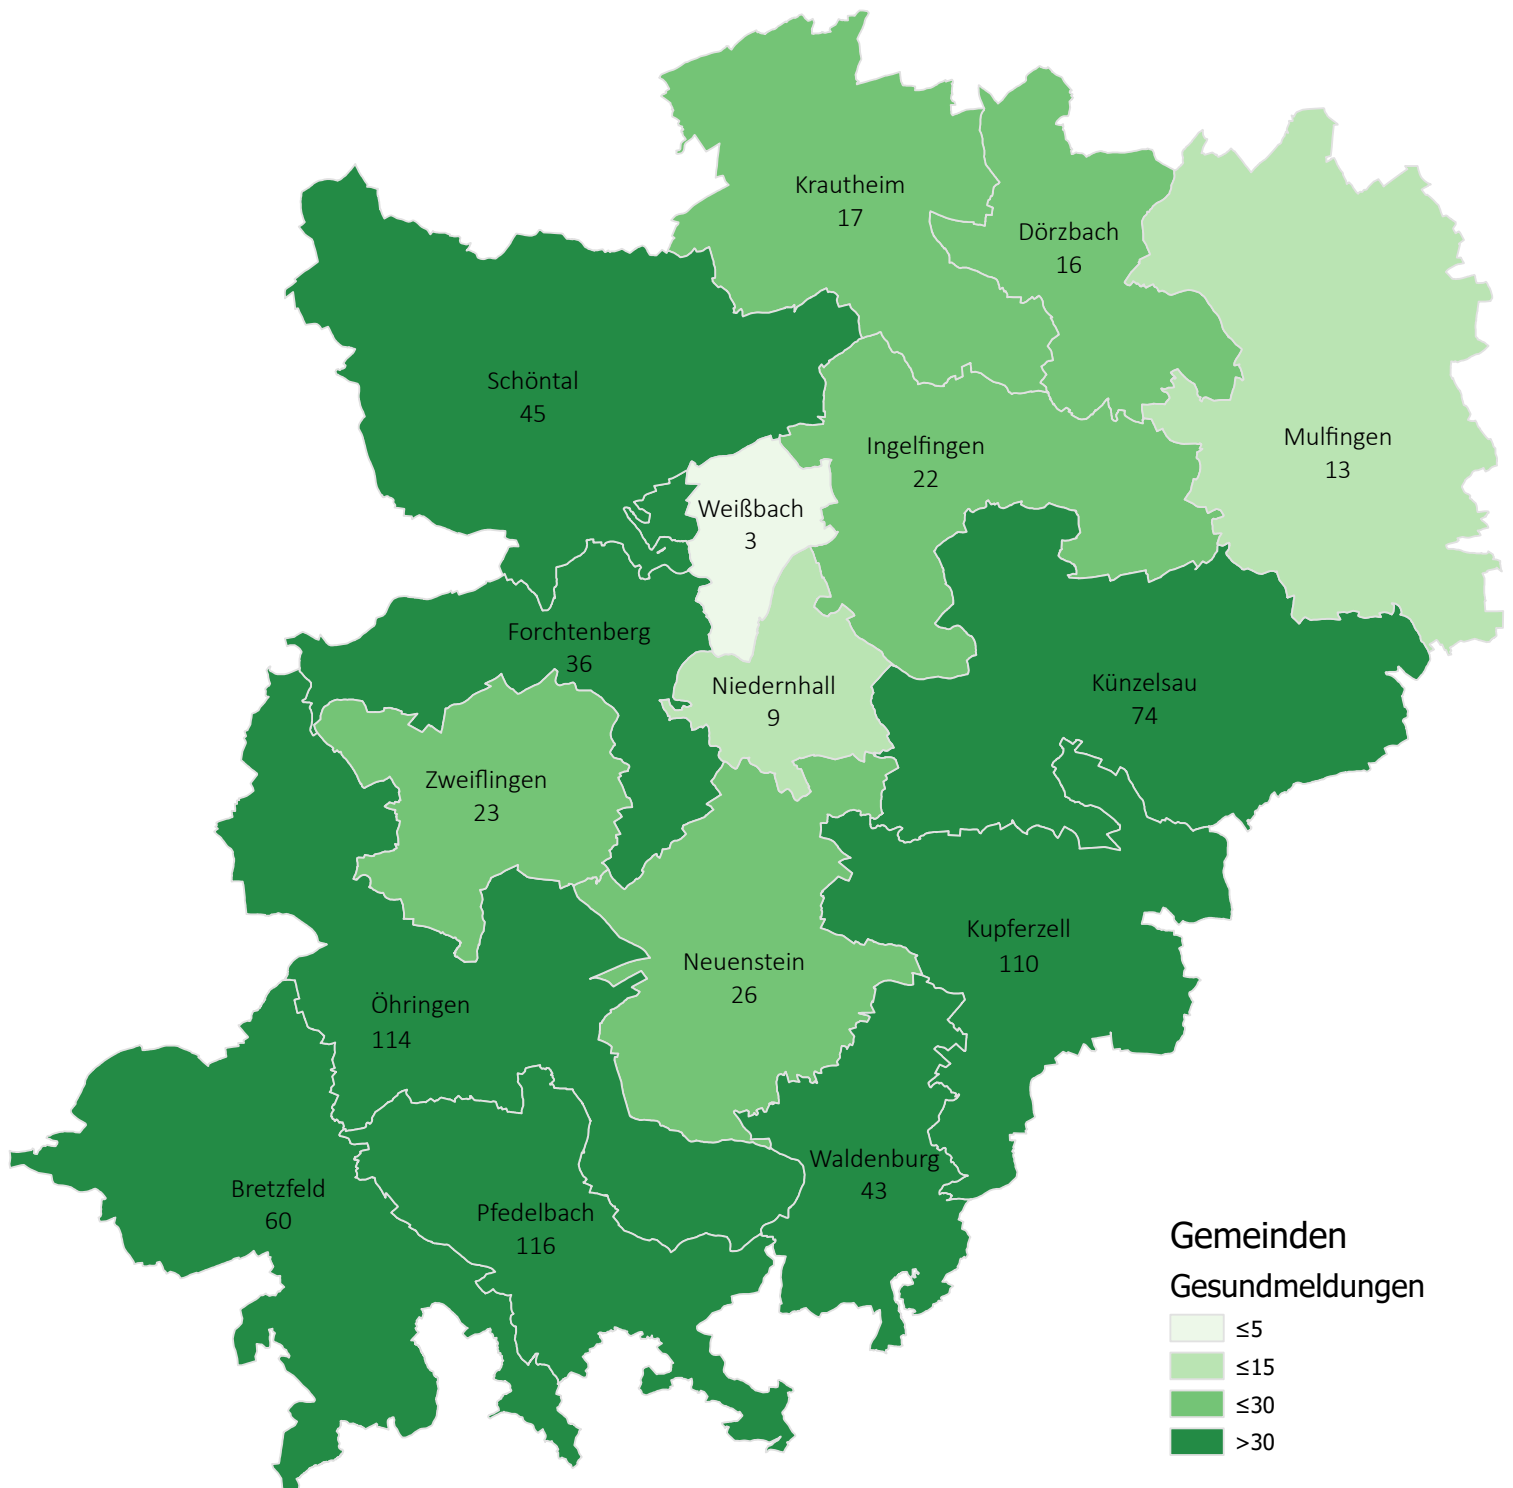 Krautheim
17
Dörzbach
16
Schöntal
45
Ingelfingen
22
Mulfingen
13
Weißbach
3
Forchtenberg
36
Niedernhall
9
Künzelsau
74
Zweiflingen
23
Kupferzell
110
Neuenstein
26
Öhringen
114
Waldenburg
43
Bretzfeld
60
Pfedelbach
116
Gemeinden
Gesundmeldungen
≤5
≤15
≤30
>30